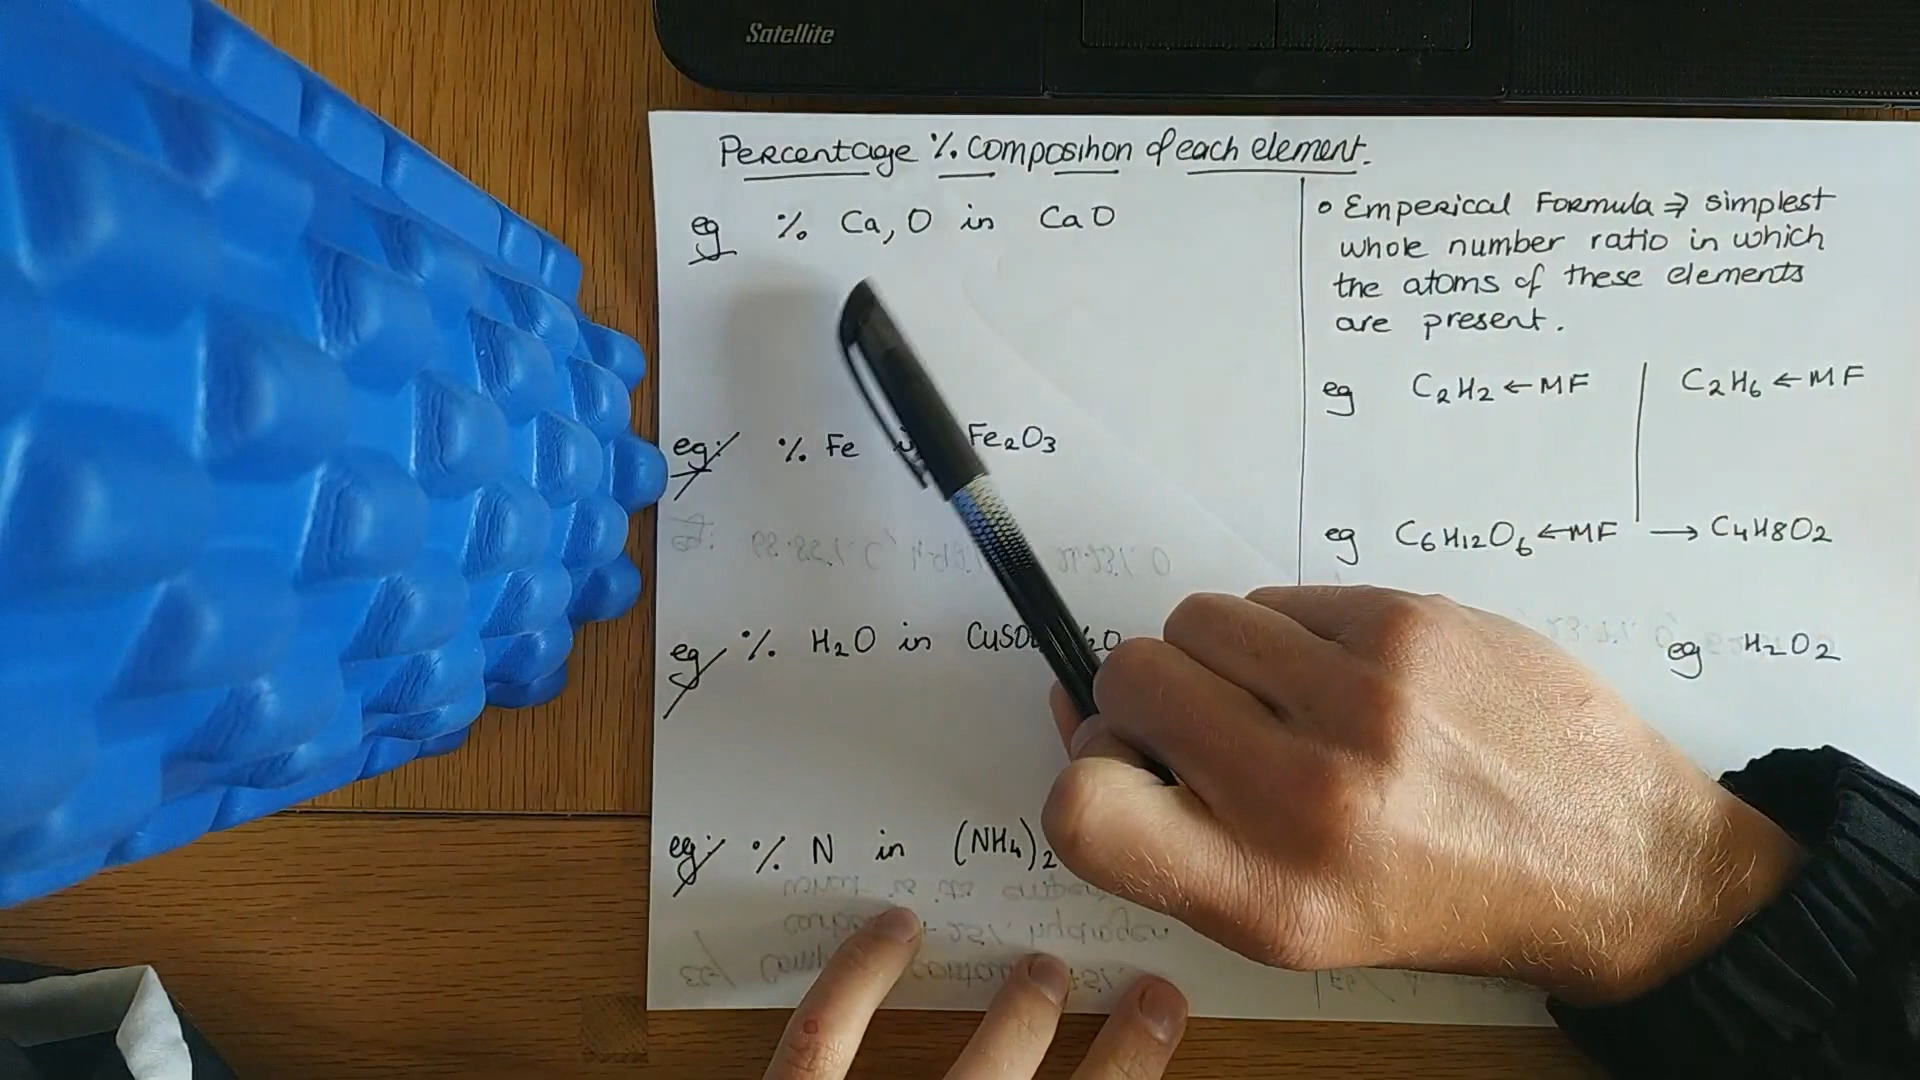 Satellite
Percentage % Composition of each element.
eg % Ca, O in CaO
eg: % Fe Fe2O3
eg % H2O in CuSO
eg: % N in (NH4)2
o Emperical Formula ⇒ simplest
whole number ratio in which
the atoms of these elements
are present.
eg C2H2 ← MF
C2H6 ← MF
eg C6H12O6 ← MF → C4H8O2
eg H2O2